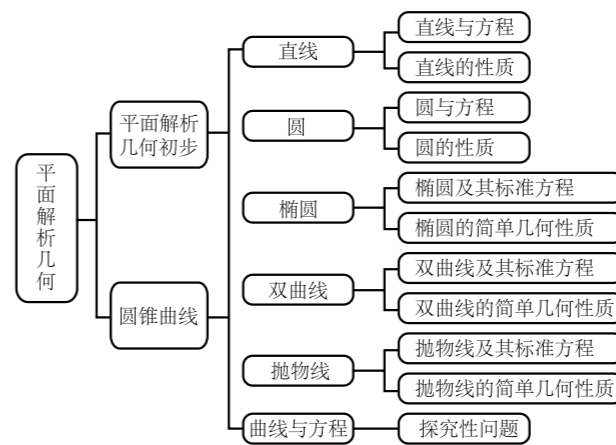 平面解析几何
平面解析
几何初步
圆锥曲线
直线
圆
椭圆
双曲线
抛物线
曲线与方程
直线与方程
直线的性质
圆与方程
圆的性质
椭圆及其标准方程
椭圆的简单几何性质
双曲线及其标准方程
双曲线的简单几何性质
抛物线及其标准方程
抛物线的简单几何性质
探究性问题